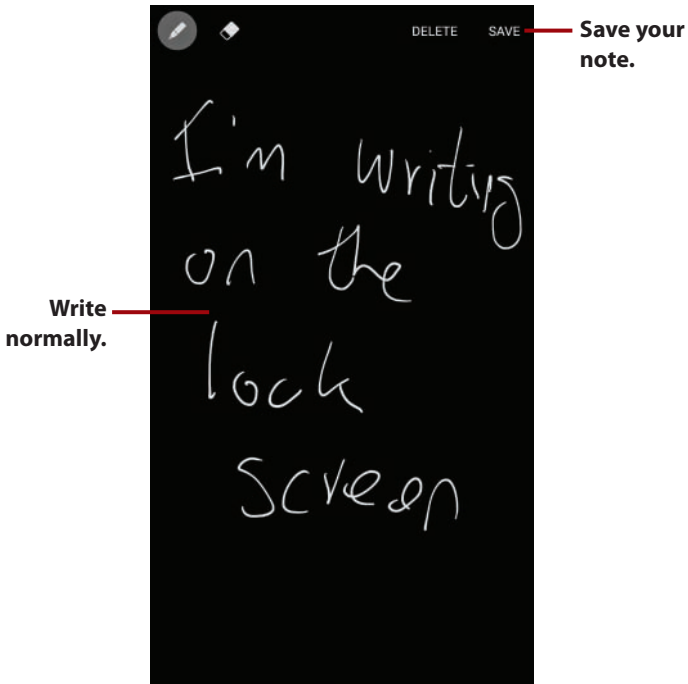 DELETE SAVE
Save your
note.
I'm writing
on the
Write
normally.
lock
screen